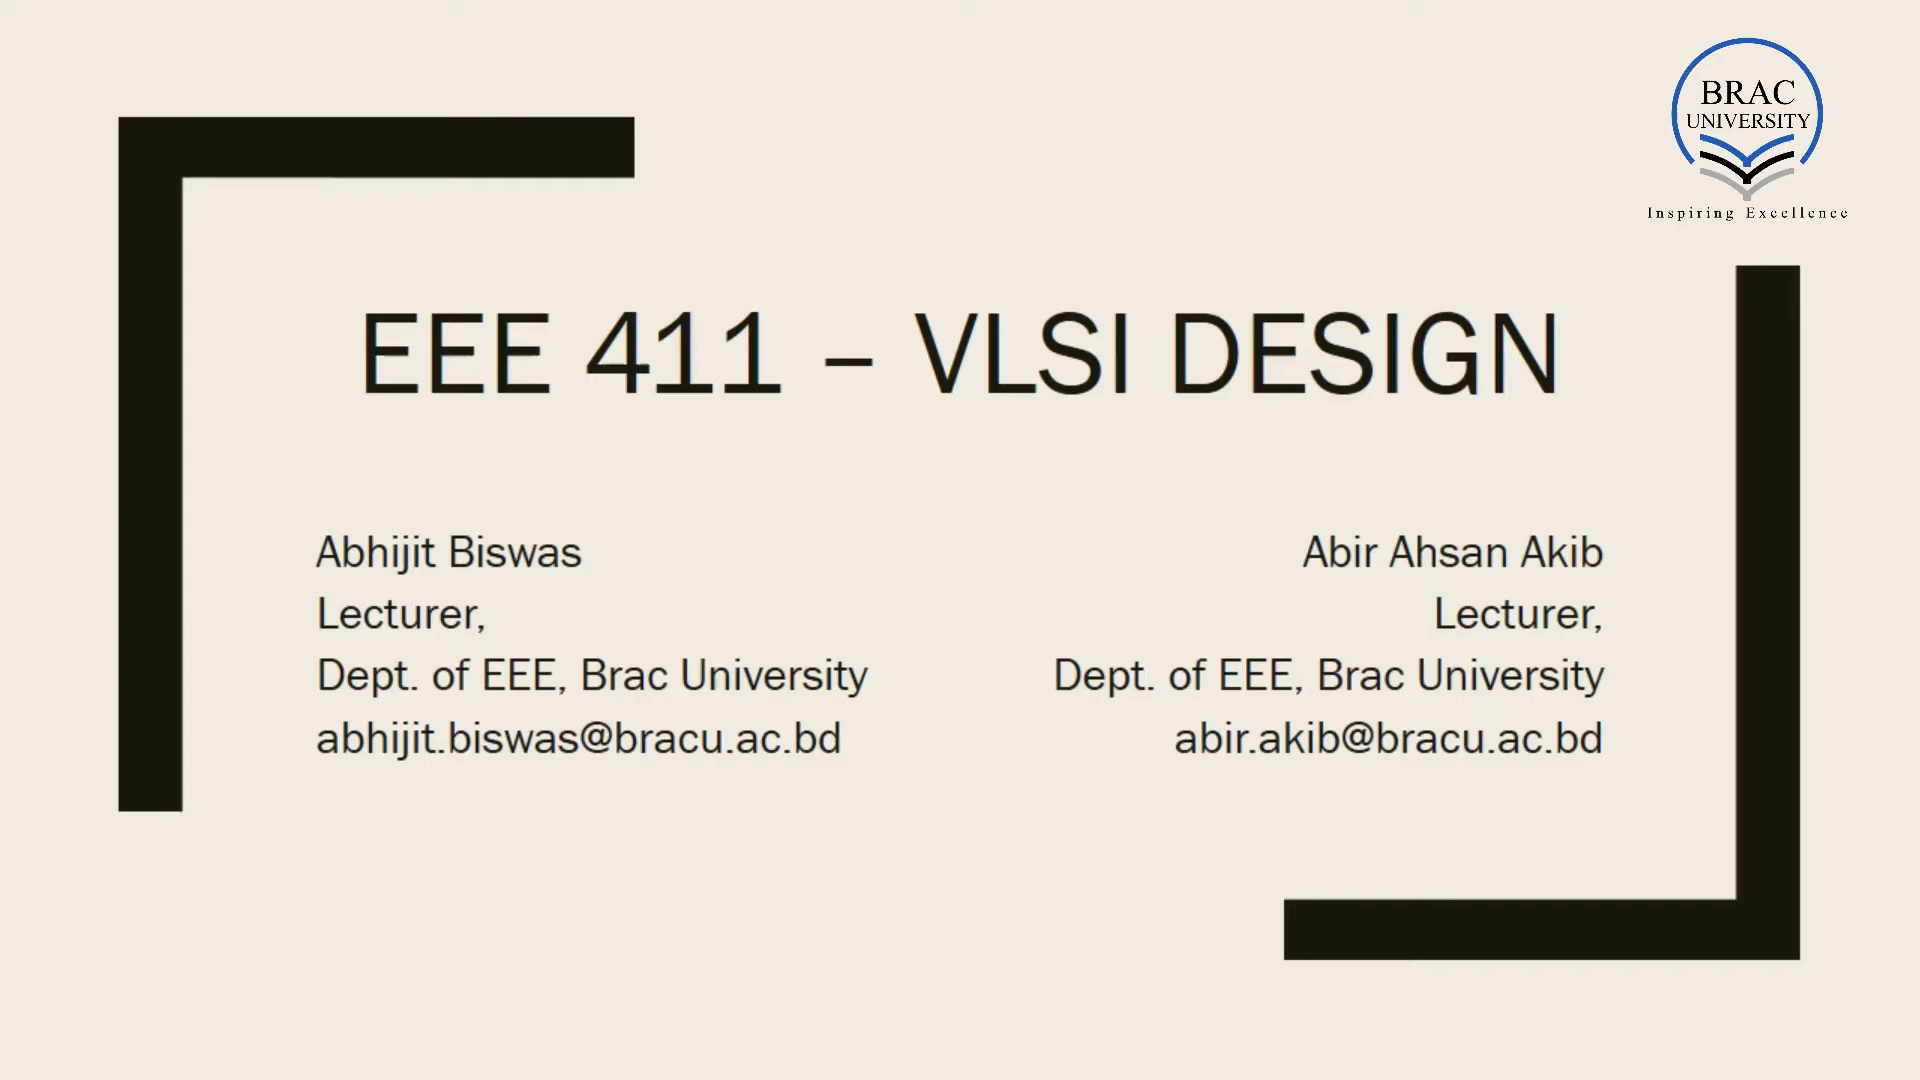 BRAC
UNIVERSITY
Inspiring Excellence
EEE 411 – VLSI DESIGN
Abhijit Biswas
Lecturer,
Dept. of EEE, Brac University
abhijit.biswas@bracu.ac.bd
Abir Ahsan Akib
Lecturer,
Dept. of EEE, Brac University
abir.akib@bracu.ac.bd